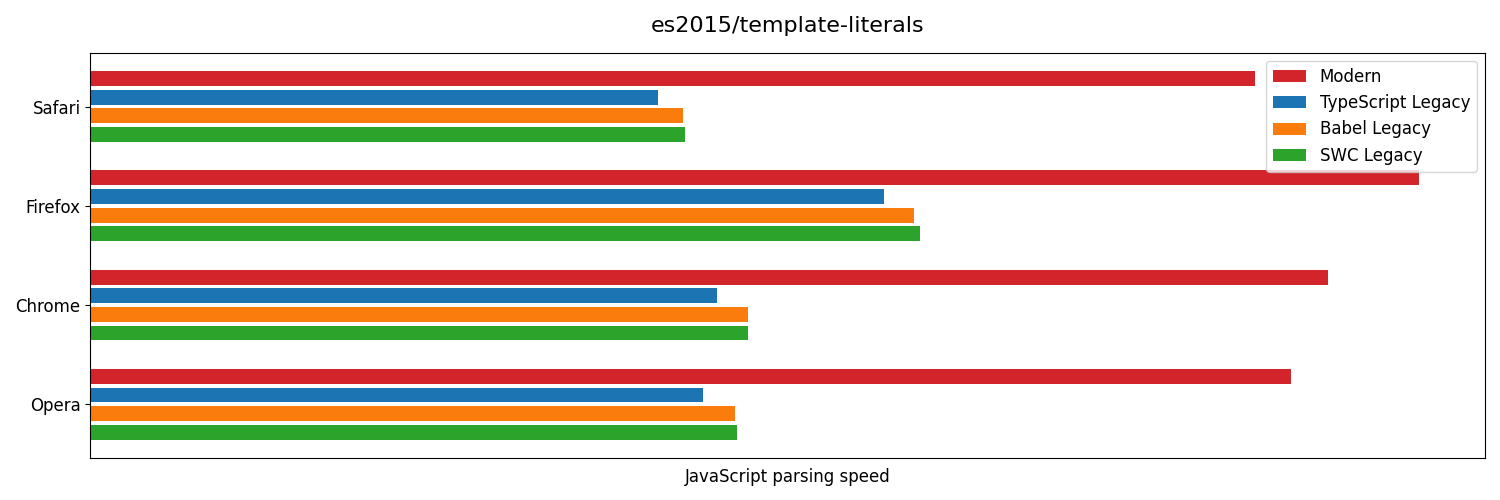 es2015/template-literals
Modern
TypeScript Legacy
Babel Legacy
SWC Legacy
Safari
Firefox
Chrome
Opera
JavaScript parsing speed